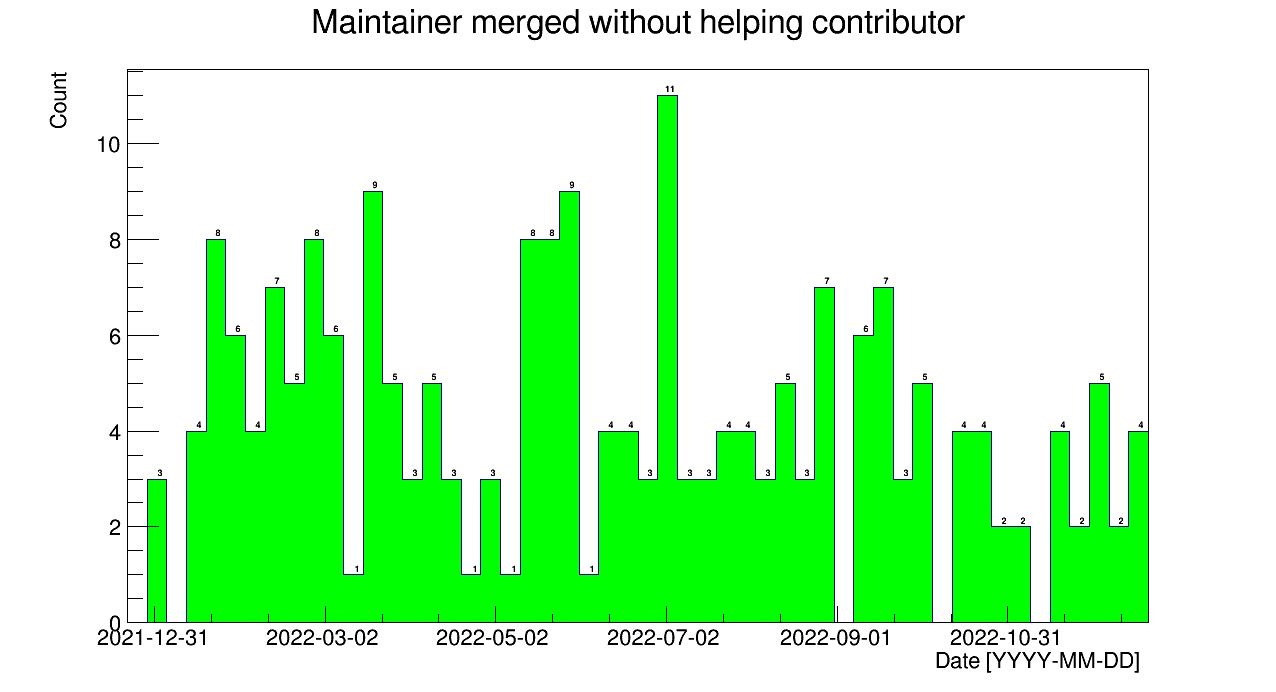 Maintainer merged without helping contributor
Count
11
10
9 9
8 8 8 8 8
7 7 7
6 6 6 6
5 5 5 5 5 5
4 4 4 4 4 4 4 4 4 4 4
3 3 3 3 3 3 3 3 3 3
2 2 2 2 2
1 1 1 1
0
2021-12-31 2022-03-02 2022-05-02 2022-07-02 2022-09-01 2022-10-31
Date [YYYY-MM-DD]